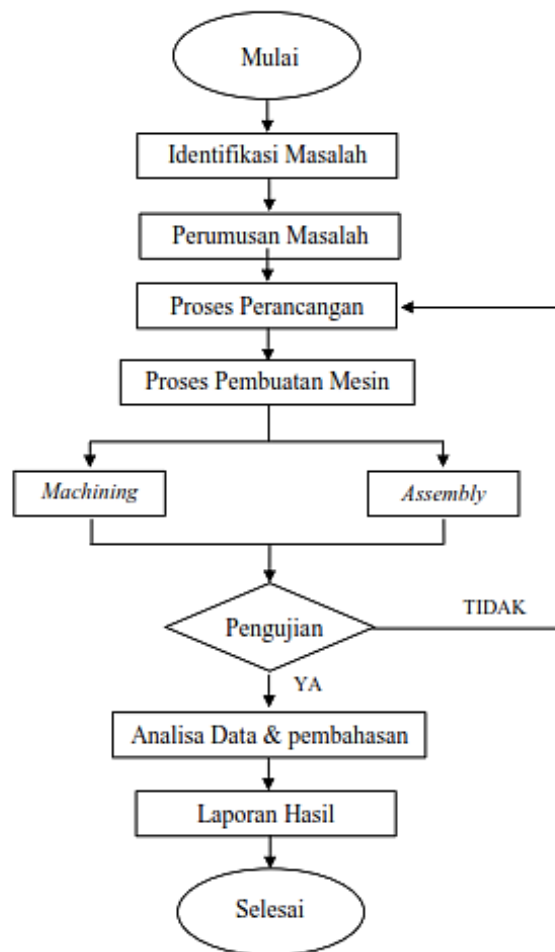 Mulai
Identifikasi Masalah
Perumusan Masalah
Proses Perancangan
Proses Pembuatan Mesin
Machining
Assembly
Pengujian
TIDAK
YA
Analisa Data & pembahasan
Laporan Hasil
Selesai